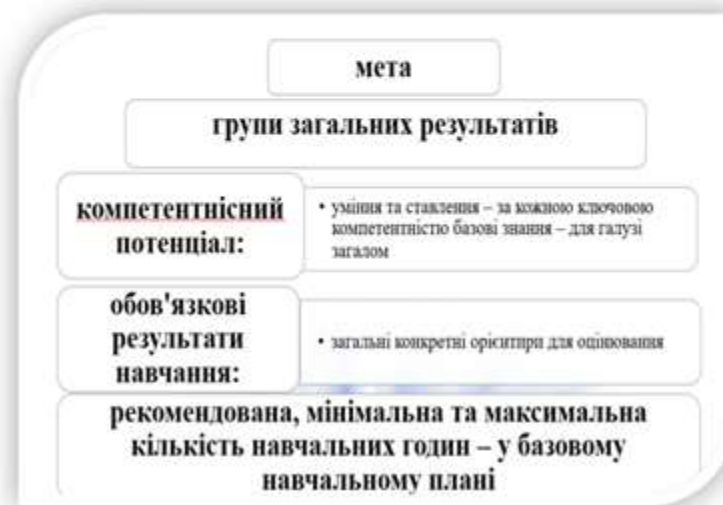 мета
групи загальних результатів
компетентнісний
потенціал:
• уміння та ставлення – за кожною ключовою
компетентністю базові знання – для галузі
загалом
обов'язкові
результати
навчання:
• загальні конкретні орієнтири для оцінювання
рекомендована, мінімальна та максимальна
кількість навчальних годин – у базовому
навчальному плані